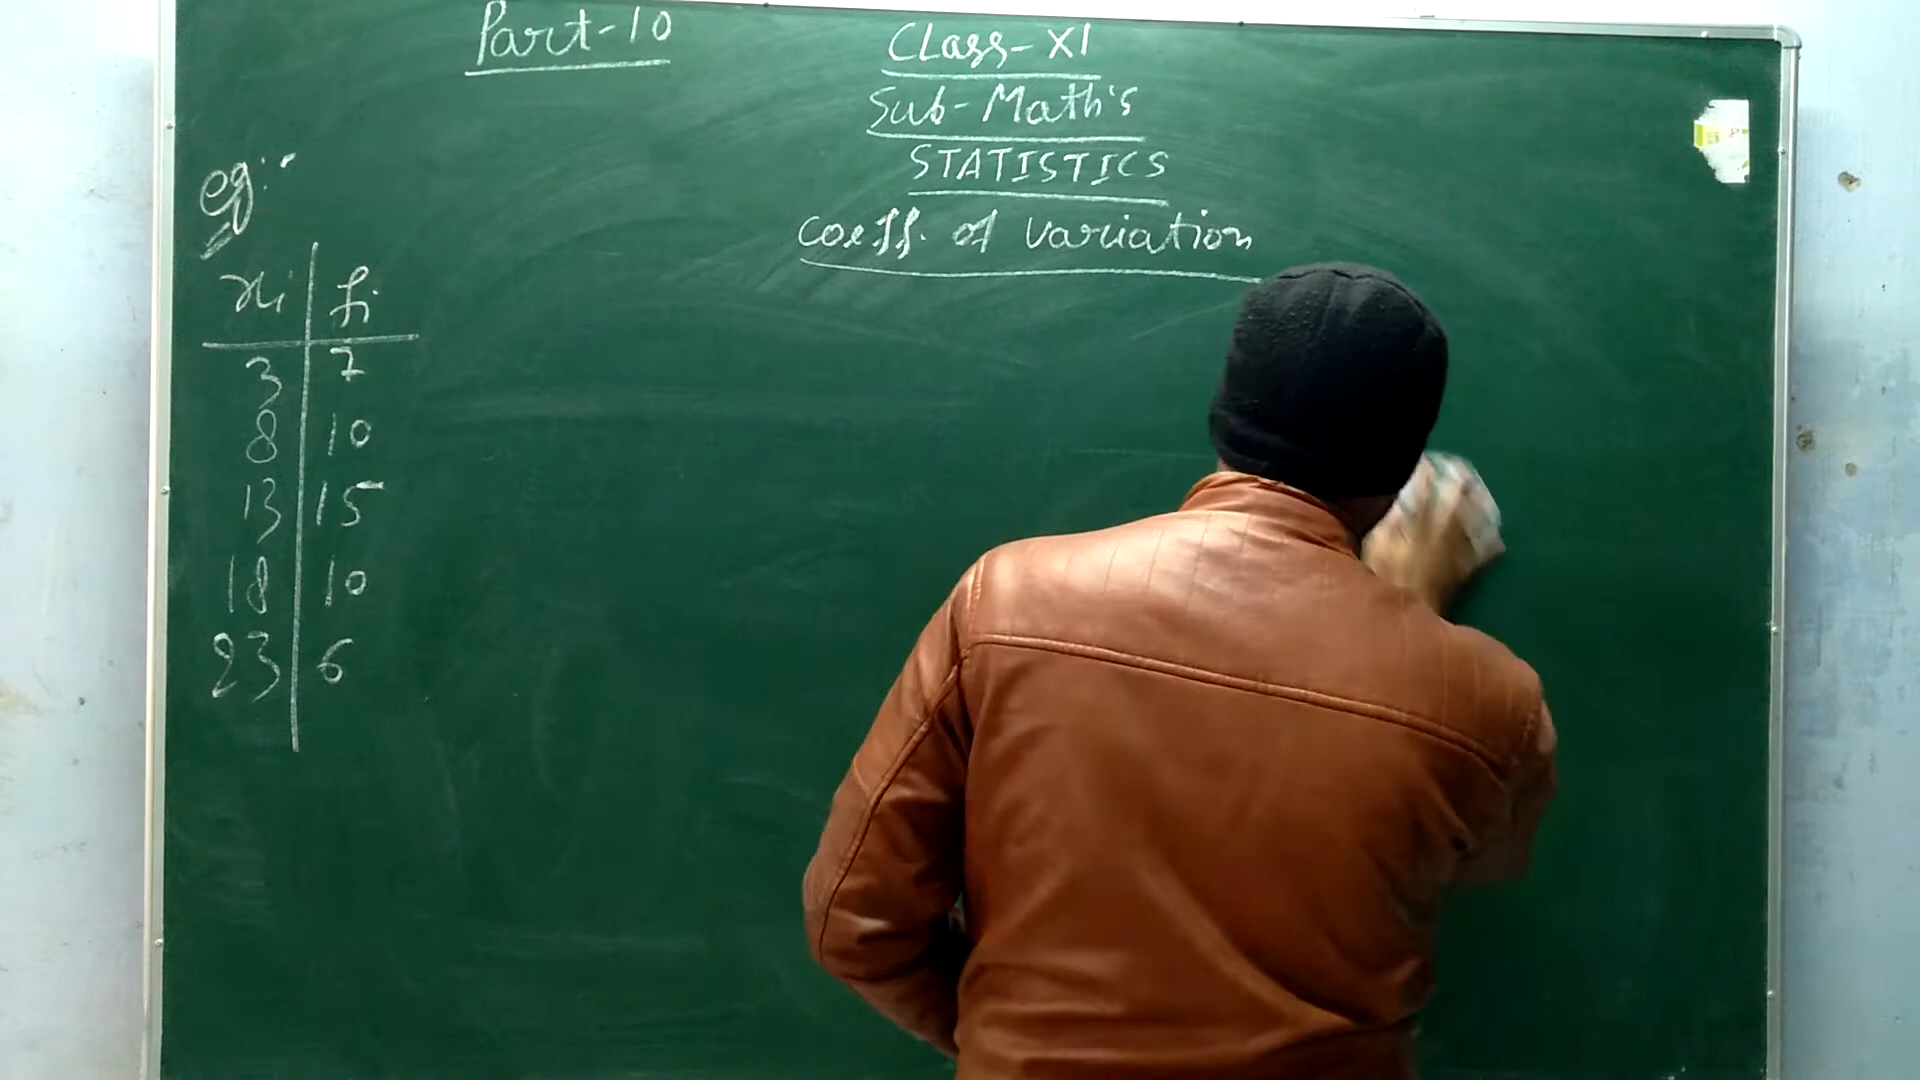 Part-10
Class-XI
Sub-Math's
STATISTICS
coeff. of variation
eg:-
xi fi
3 7
8 10
13 15
18 10
23 6